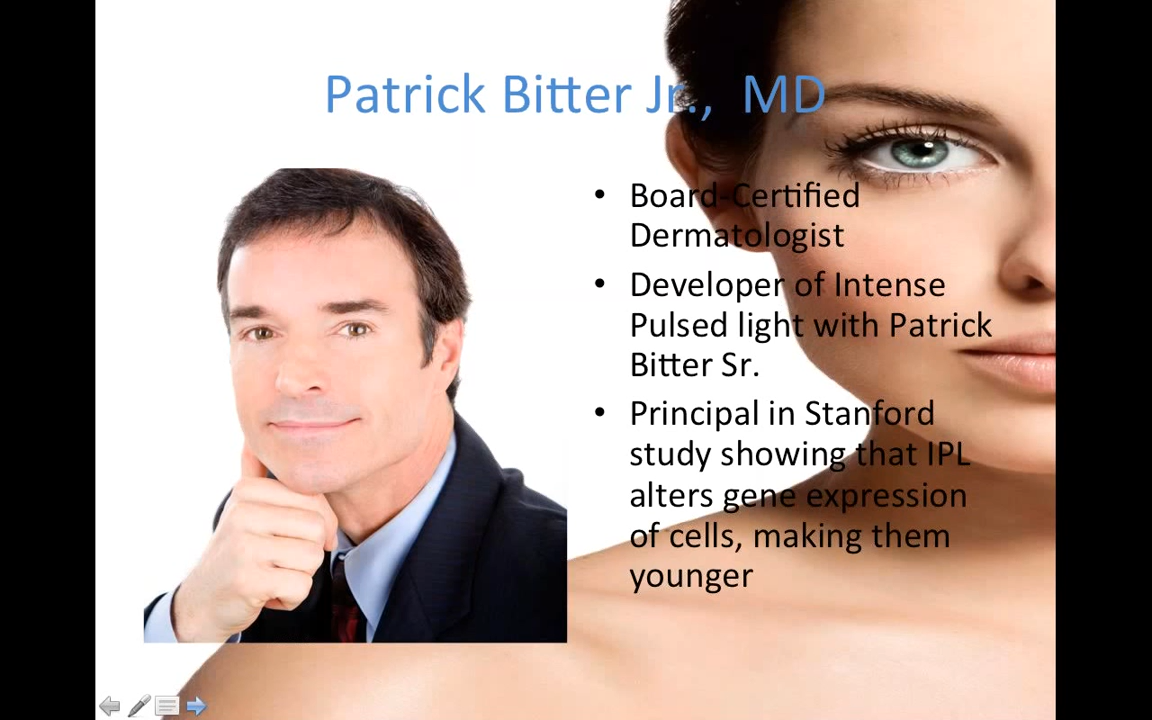 Patrick Bitter Jr.,  MD
• Board-Certified
Dermatologist
• Developer of Intense
Pulsed light with Patrick
Bitter Sr.
• Principal in Stanford
study showing that IPL
alters gene expression
of cells, making them
younger